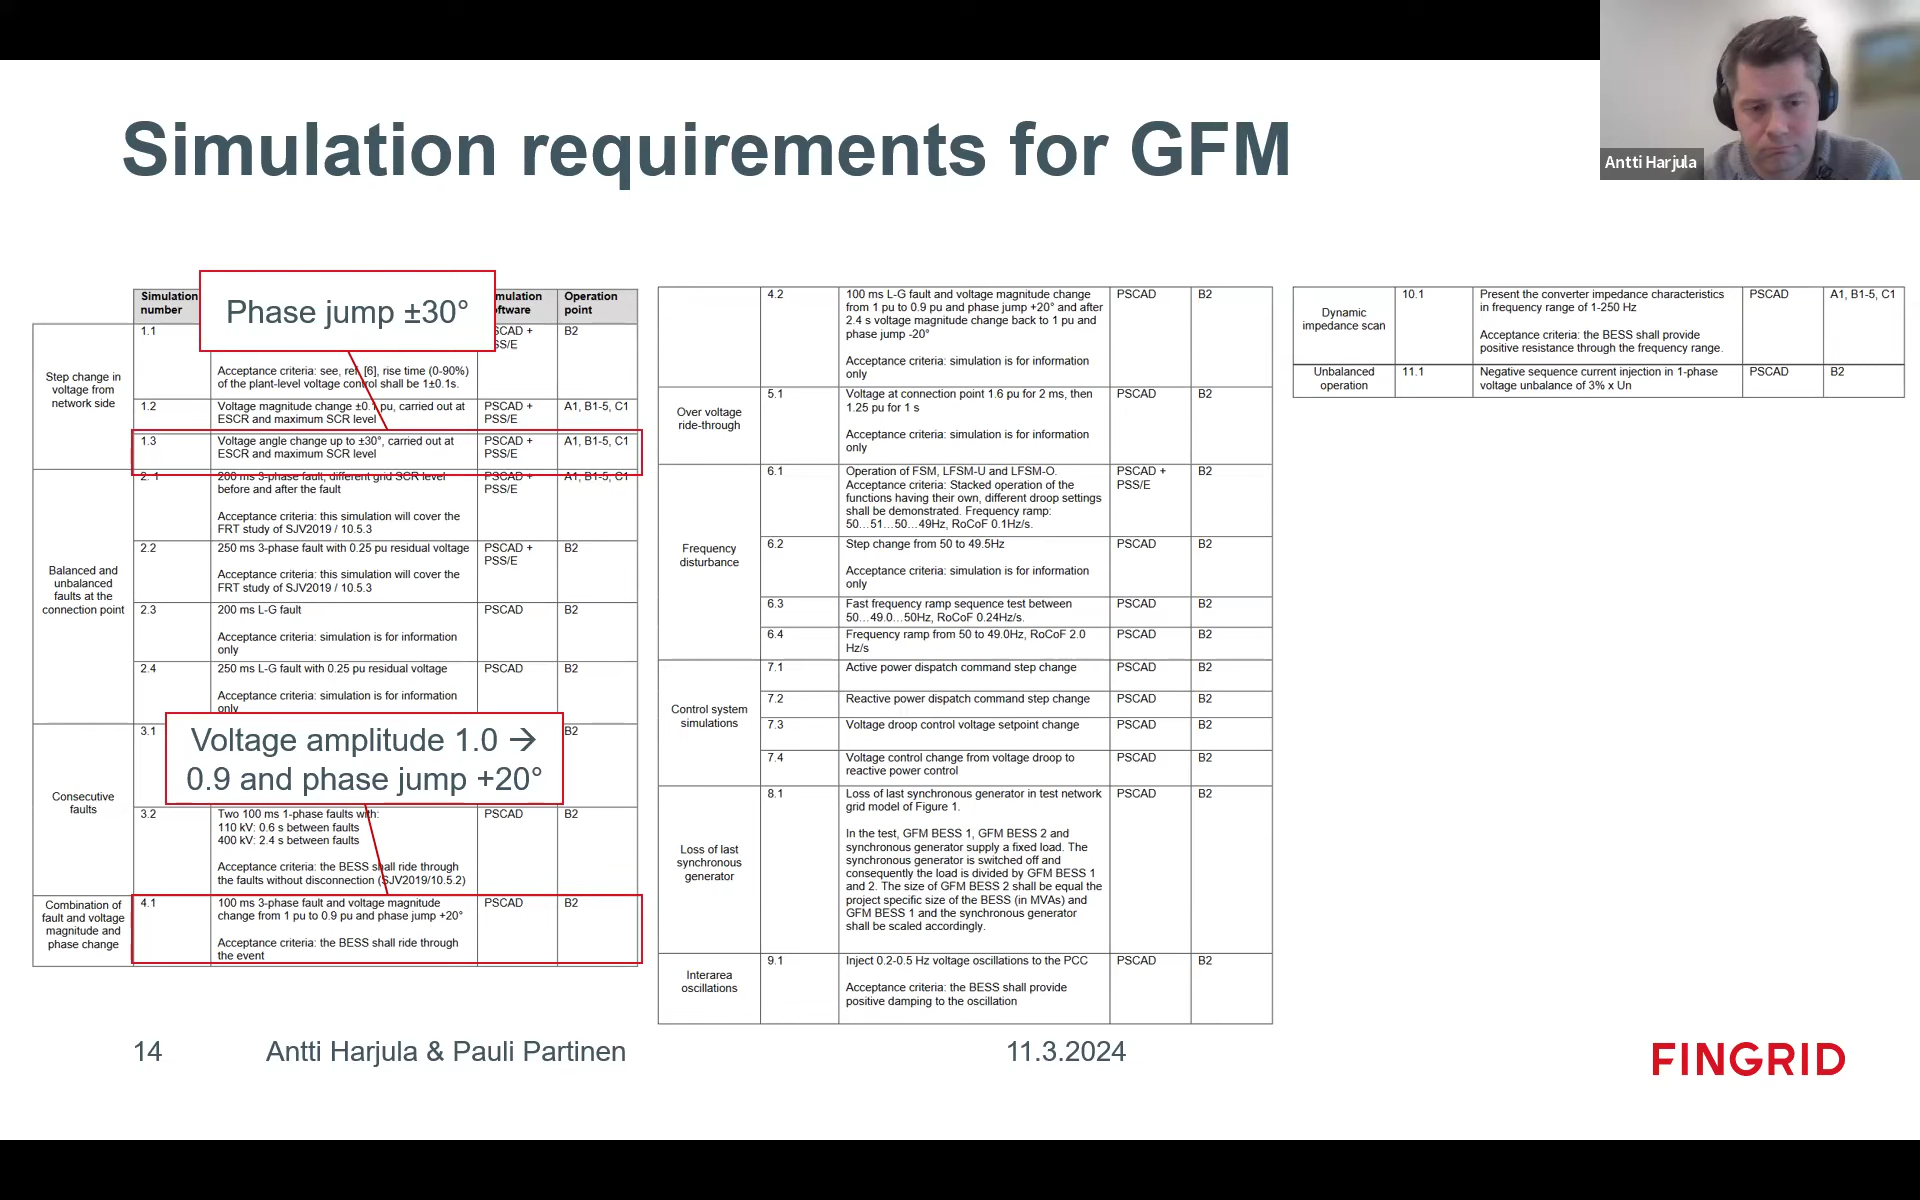 Antti Harjula
Simulation requirements for GFM
Simulation
number
Phase jump ±30°
Operation
point
Step change in
voltage from
network side
1.1
B2
Acceptance criteria: see, ref. [6], rise time (0-90%)
of the plant-level voltage control shall be 1±0.1s.
1.2
Voltage magnitude change ±0.1 pu, carried out at
ESCR and maximum SCR level
PSCAD +
PSS/E
A1, B1-5, C1
1.3
Voltage angle change up to ±30°, carried out at
ESCR and maximum SCR level
PSCAD +
PSS/E
A1, B1-5, C1
Balanced and
unbalanced
faults at the
connection point
2. 1
200 ms 3-phase fault, different grid SCR level
before and after the fault
Acceptance criteria: this simulation will cover the
FRT study of SJV2019 / 10.5.3
PSCAD +
PSS/E
A1, B1-5, C1
2.2
250 ms 3-phase fault with 0.25 pu residual voltage
Acceptance criteria: this simulation will cover the
FRT study of SJV2019 / 10.5.3
PSCAD +
PSS/E
B2
2.3
200 ms L-G fault
Acceptance criteria: simulation is for information
only
PSCAD
B2
2.4
250 ms L-G fault with 0.25 pu residual voltage
Acceptance criteria: simulation is for information
only
PSCAD
B2
Consecutive
faults
3.1
Voltage amplitude 1.0 →
0.9 and phase jump +20°
B2
3.2
Two 100 ms 1-phase faults with:
110 kV: 0.6 s between faults
400 kV: 2.4 s between faults
Acceptance criteria: the BESS shall ride through
the faults without disconnection (SJV2019/10.5.2)
PSCAD
B2
Combination of
fault and voltage
magnitude and
phase change
4.1
100 ms 3-phase fault and voltage magnitude
change from 1 pu to 0.9 pu and phase jump +20°
Acceptance criteria: the BESS shall ride through
the event
PSCAD
B2
4.2
100 ms L-G fault and voltage magnitude change
from 1 pu to 0.9 pu and phase jump +20° and after
2.4 s voltage magnitude change back to 1 pu and
phase jump -20°
Acceptance criteria: simulation is for information
only
PSCAD
B2
Over voltage
ride-through
5.1
Voltage at connection point 1.6 pu for 2 ms, then
1.25 pu for 1 s
Acceptance criteria: simulation is for information
only
PSCAD
B2
Frequency
disturbance
6.1
Operation of FSM, LFSM-U and LFSM-O.
Acceptance criteria: Stacked operation of the
functions having their own, different droop settings
shall be demonstrated. Frequency ramp:
50…51…50…49Hz, RoCoF 0.1Hz/s.
PSCAD +
PSS/E
B2
6.2
Step change from 50 to 49.5Hz
Acceptance criteria: simulation is for information
only
PSCAD
B2
6.3
Fast frequency ramp sequence test between
50…49.0…50Hz, RoCoF 0.24Hz/s.
PSCAD
B2
6.4
Frequency ramp from 50 to 49.0Hz, RoCoF 2.0
Hz/s
PSCAD
B2
Control system
simulations
7.1
Active power dispatch command step change
PSCAD
B2
7.2
Reactive power dispatch command step change
PSCAD
B2
7.3
Voltage droop control voltage setpoint change
PSCAD
B2
7.4
Voltage control change from voltage droop to
reactive power control
PSCAD
B2
Loss of last
synchronous
generator
8.1
Loss of last synchronous generator in test network
grid model of Figure 1.
In the test, GFM BESS 1, GFM BESS 2 and
synchronous generator supply a fixed load. The
synchronous generator is switched off and
consequently the load is divided by GFM BESS 1
and 2. The size of GFM BESS 2 shall be equal the
project specific size of the BESS (in MVAs) and
GFM BESS 1 and the synchronous generator
shall be scaled accordingly.
PSCAD
B2
Interarea
oscillations
9.1
Inject 0.2-0.5 Hz voltage oscillations to the PCC
Acceptance criteria: the BESS shall provide
positive damping to the oscillation
PSCAD
B2
Dynamic
impedance scan
10.1
Present the converter impedance characteristics
in frequency range of 1-250 Hz
Acceptance criteria: the BESS shall provide
positive resistance through the frequency range.
PSCAD
A1, B1-5, C1
Unbalanced
operation
11.1
Negative sequence current injection in 1-phase
voltage unbalance of 3% x Un
PSCAD
B2
14
Antti Harjula & Pauli Partinen
11.3.2024
FINGRID